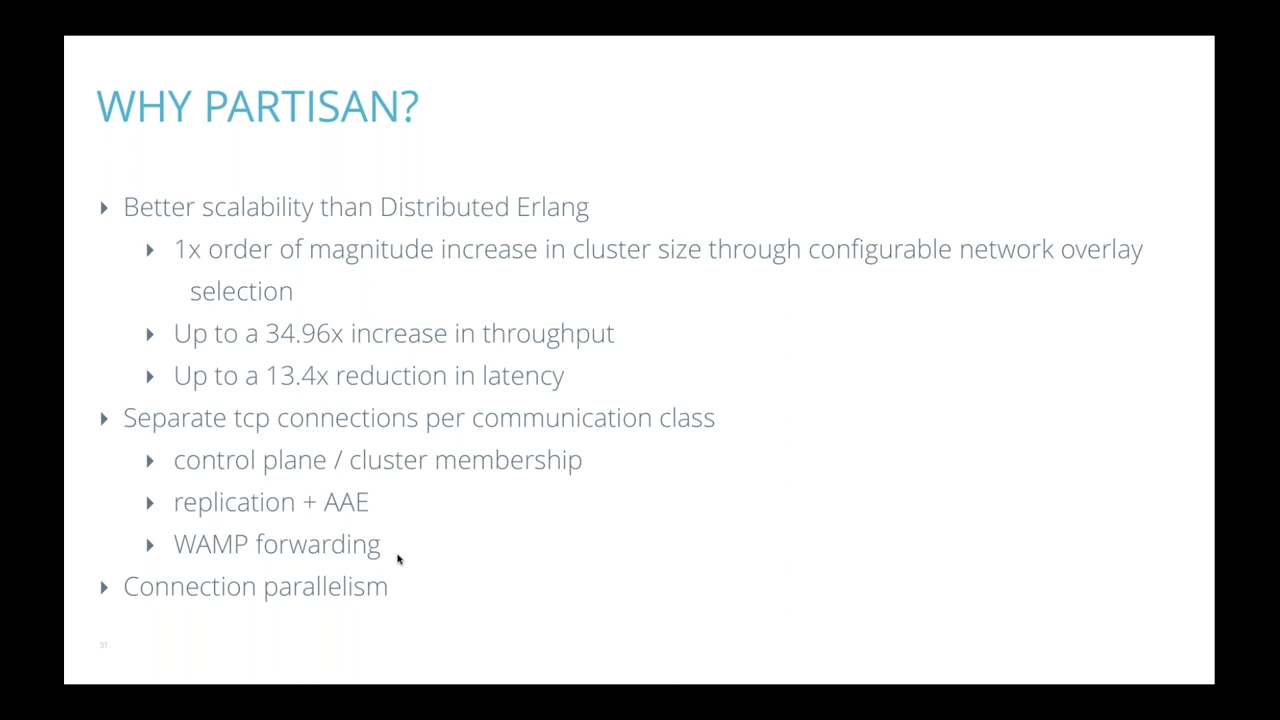 WHY PARTISAN?
Better scalability than Distributed Erlang
1x order of magnitude increase in cluster size through configurable network overlay
selection
Up to a 34.96x increase in throughput
Up to a 13.4x reduction in latency
Separate tcp connections per communication class
control plane / cluster membership
replication + AAE
WAMP forwarding
Connection parallelism
31